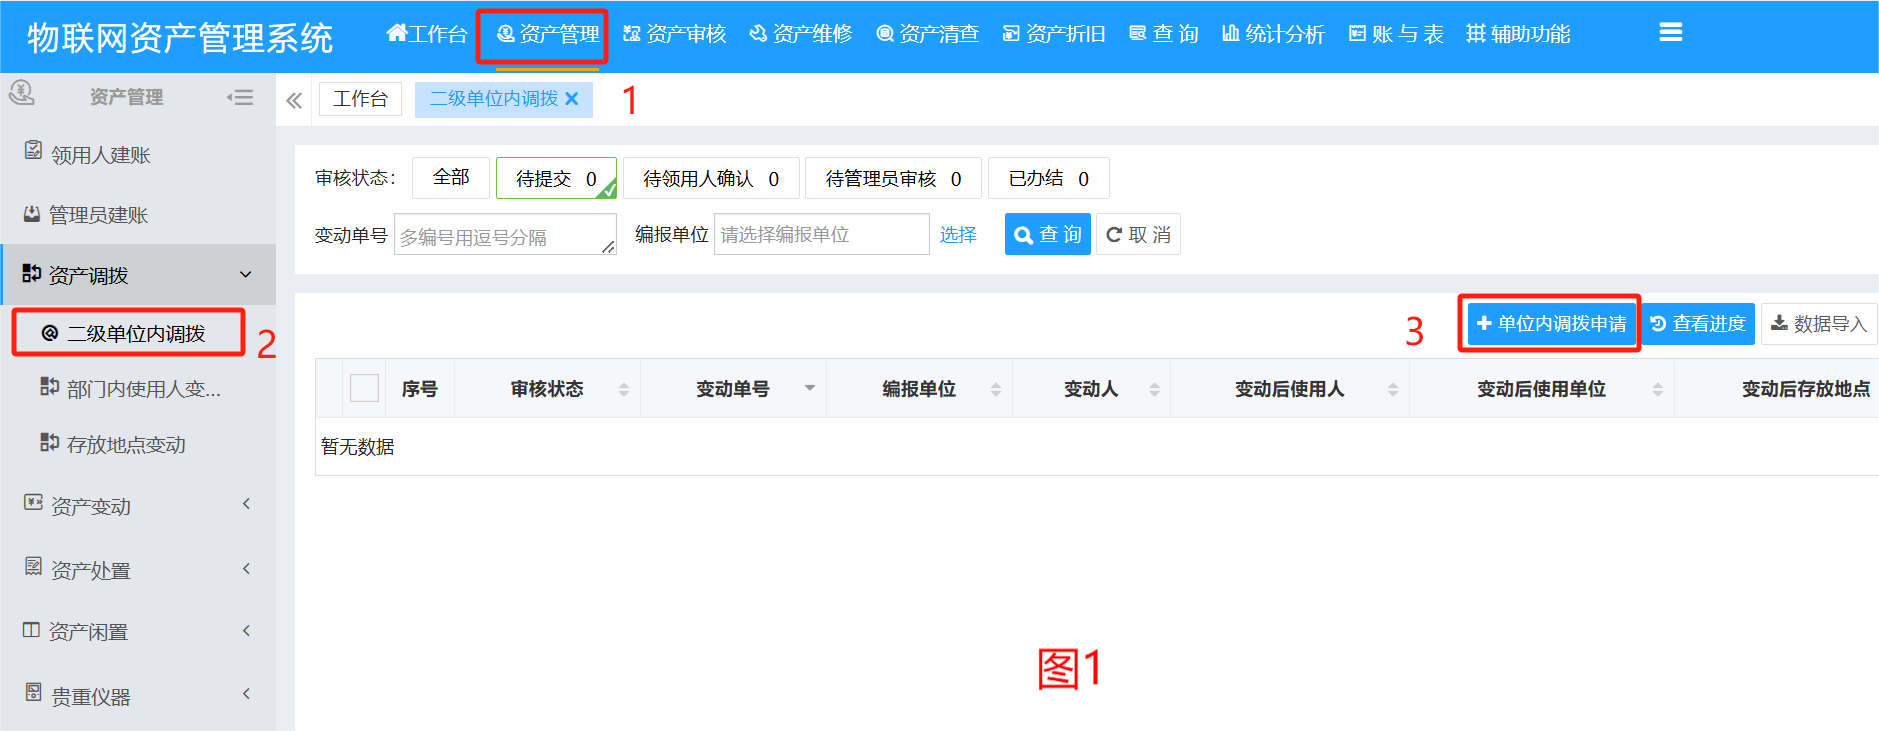 物联网资产管理系统 工作台 资产管理 资产审核 资产维修 资产清查 资产折旧 查 询 统计分析 账 与 表 辅助功能
资产管理
工作台 二级单位内调拨 1
领用人建账
管理员建账
资产调拨
二级单位内调拨 2
部门内使用人变...
存放地点变动
资产变动
资产处置
资产闲置
贵重仪器
审核状态： 全部 待提交 0 待领用人确认 0 待管理员审核 0 已办结 0
变动单号 多编号用逗号分隔 编报单位 请选择编报单位 选择 查 询 取 消
3 单位内调拨申请 查看进度 数据导入
序号 审核状态 变动单号 编报单位 变动人 变动后使用人 变动后使用单位 变动后存放地点
暂无数据
图1